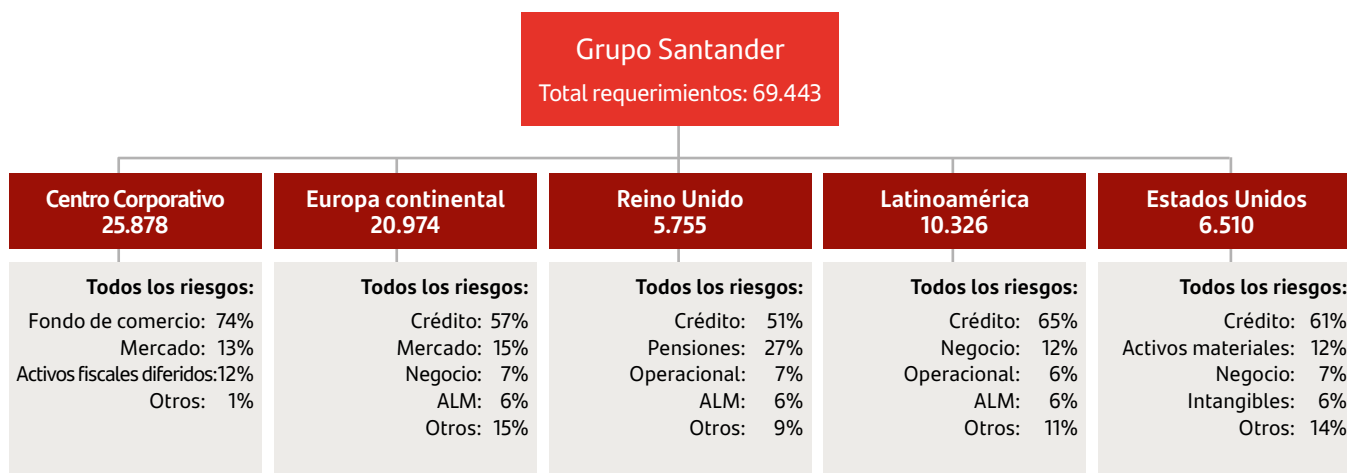 Grupo Santander
Total requerimientos: 69.443
Centro Corporativo
25.878
Todos los riesgos:
Fondo de comercio: 74%
Mercado: 13%
Activos fiscales diferidos:12%
Otros: 1%
Europa continental
20.974
Todos los riesgos:
Crédito: 57%
Mercado: 15%
Negocio: 7%
ALM: 6%
Otros: 15%
Reino Unido
5.755
Todos los riesgos:
Crédito: 51%
Pensiones: 27%
Operacional: 7%
ALM: 6%
Otros: 9%
Latinoamérica
10.326
Todos los riesgos:
Crédito: 65%
Negocio: 12%
Operacional: 6%
ALM: 6%
Otros: 11%
Estados Unidos
6.510
Todos los riesgos:
Crédito: 61%
Activos materiales: 12%
Negocio: 7%
Intangibles: 6%
Otros: 14%